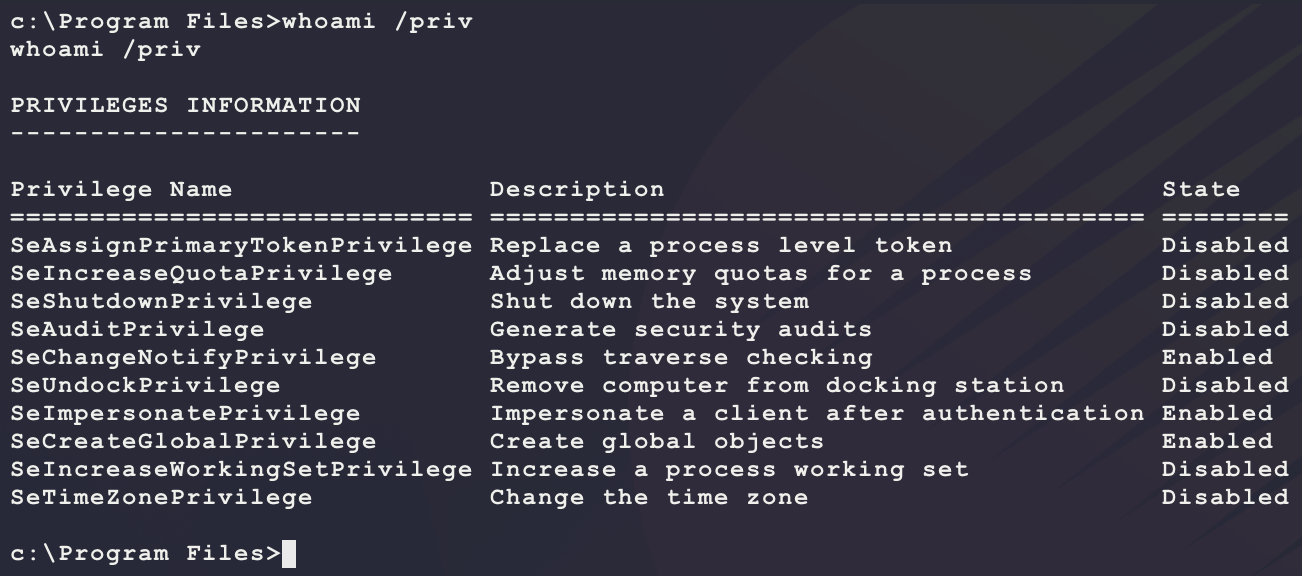 c:\Program Files>whoami /priv
whoami /priv
PRIVILEGES INFORMATION
----------------------
Privilege Name                Description                               State
============================= ========================================= ========
SeAssignPrimaryTokenPrivilege Replace a process level token             Disabled
SeIncreaseQuotaPrivilege      Adjust memory quotas for a process        Disabled
SeShutdownPrivilege           Shut down the system                      Disabled
SeAuditPrivilege              Generate security audits                  Disabled
SeChangeNotifyPrivilege       Bypass traverse checking                  Enabled
SeUndockPrivilege             Remove computer from docking station      Disabled
SeImpersonatePrivilege        Impersonate a client after authentication Enabled
SeCreateGlobalPrivilege       Create global objects                     Enabled
SeIncreaseWorkingSetPrivilege Increase a process working set            Disabled
SeTimeZonePrivilege           Change the time zone                      Disabled
c:\Program Files>